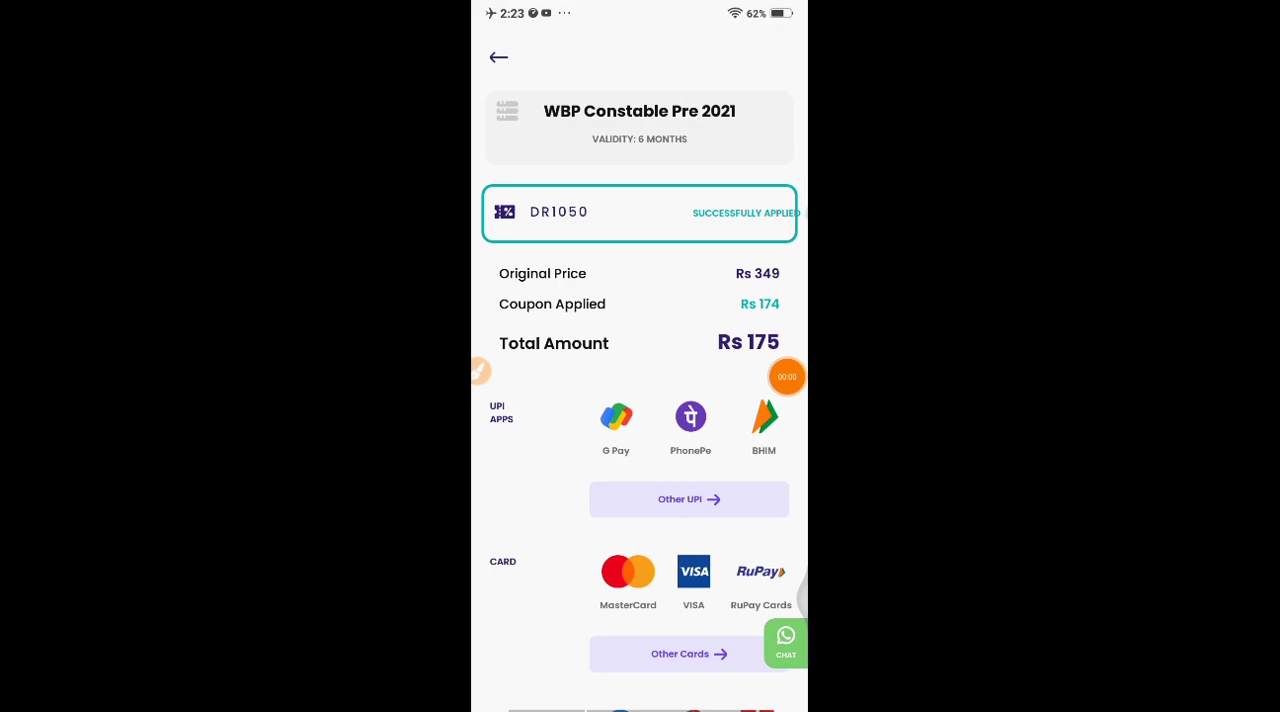 2:23 ... 62%
WBP Constable Pre 2021
VALIDITY: 6 MONTHS
DR1050 SUCCESSFULLY APPLIED
Original Price Rs 349
Coupon Applied Rs 174
Total Amount Rs 175
00:00
UPI
APPS
पे
G Pay PhonePe BHIM
Other UPI →
CARD
VISA RuPay
MasterCard VISA RuPay Cards
CHAT
Other Cards →